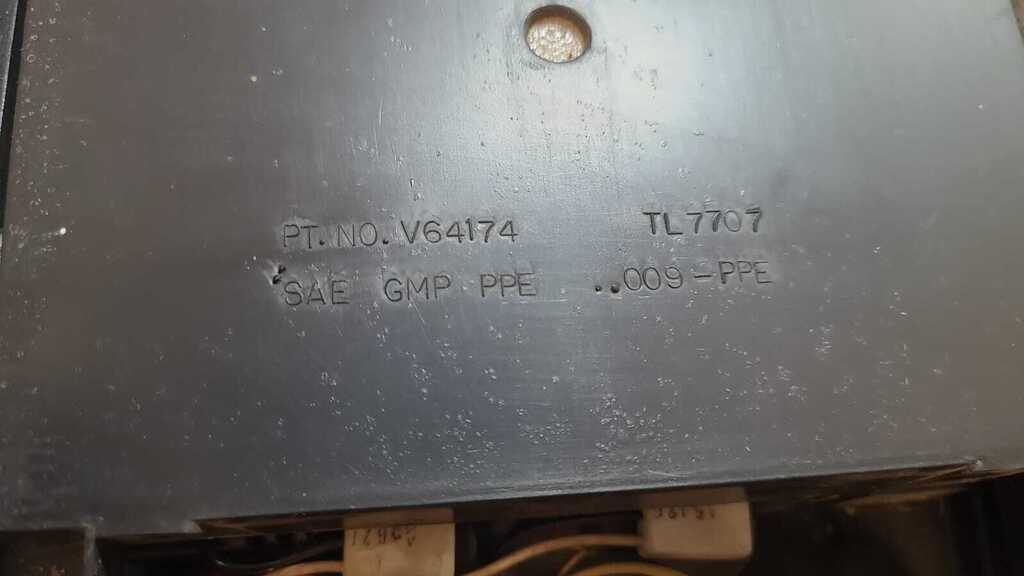 PT. NO. V64174 TL7707
SAE GMP PPE ..009-PPE